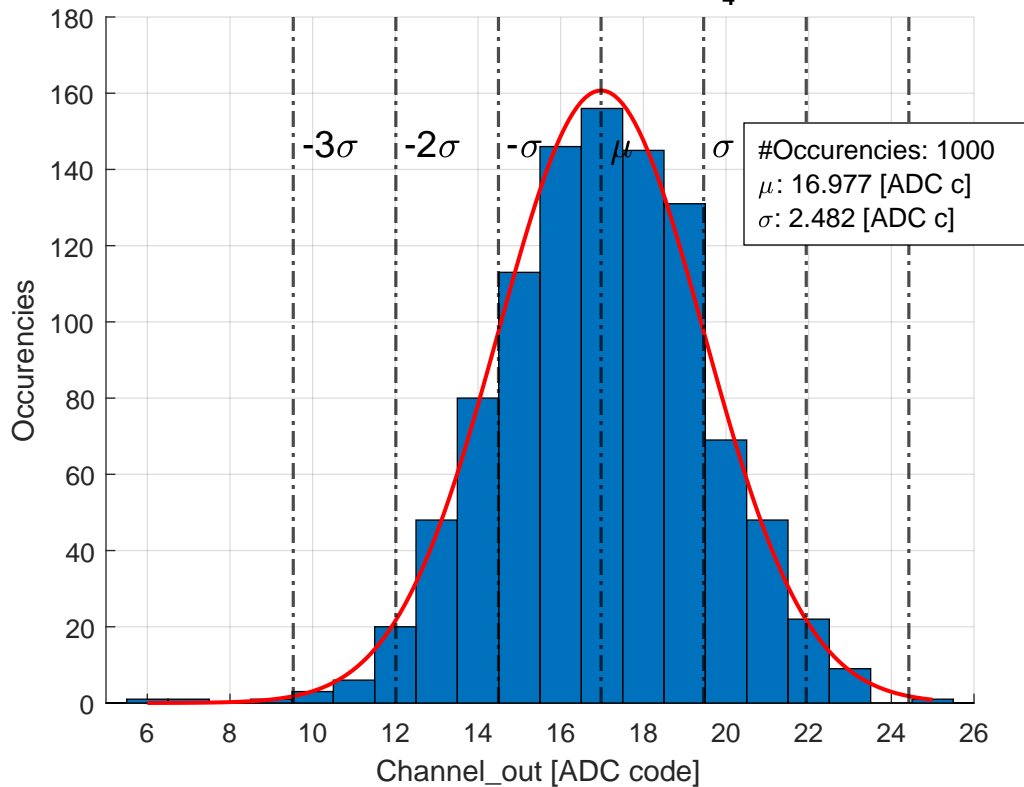 4
180
160
140
120
100
80
60
40
20
0
Occurencies
-3σ
-2σ
-σ
μ
σ
#Occurencies: 1000
μ: 16.977 [ADC c]
σ: 2.482 [ADC c]
6 8 10 12 14 16 18 20 22 24 26
Channel_out [ADC code]